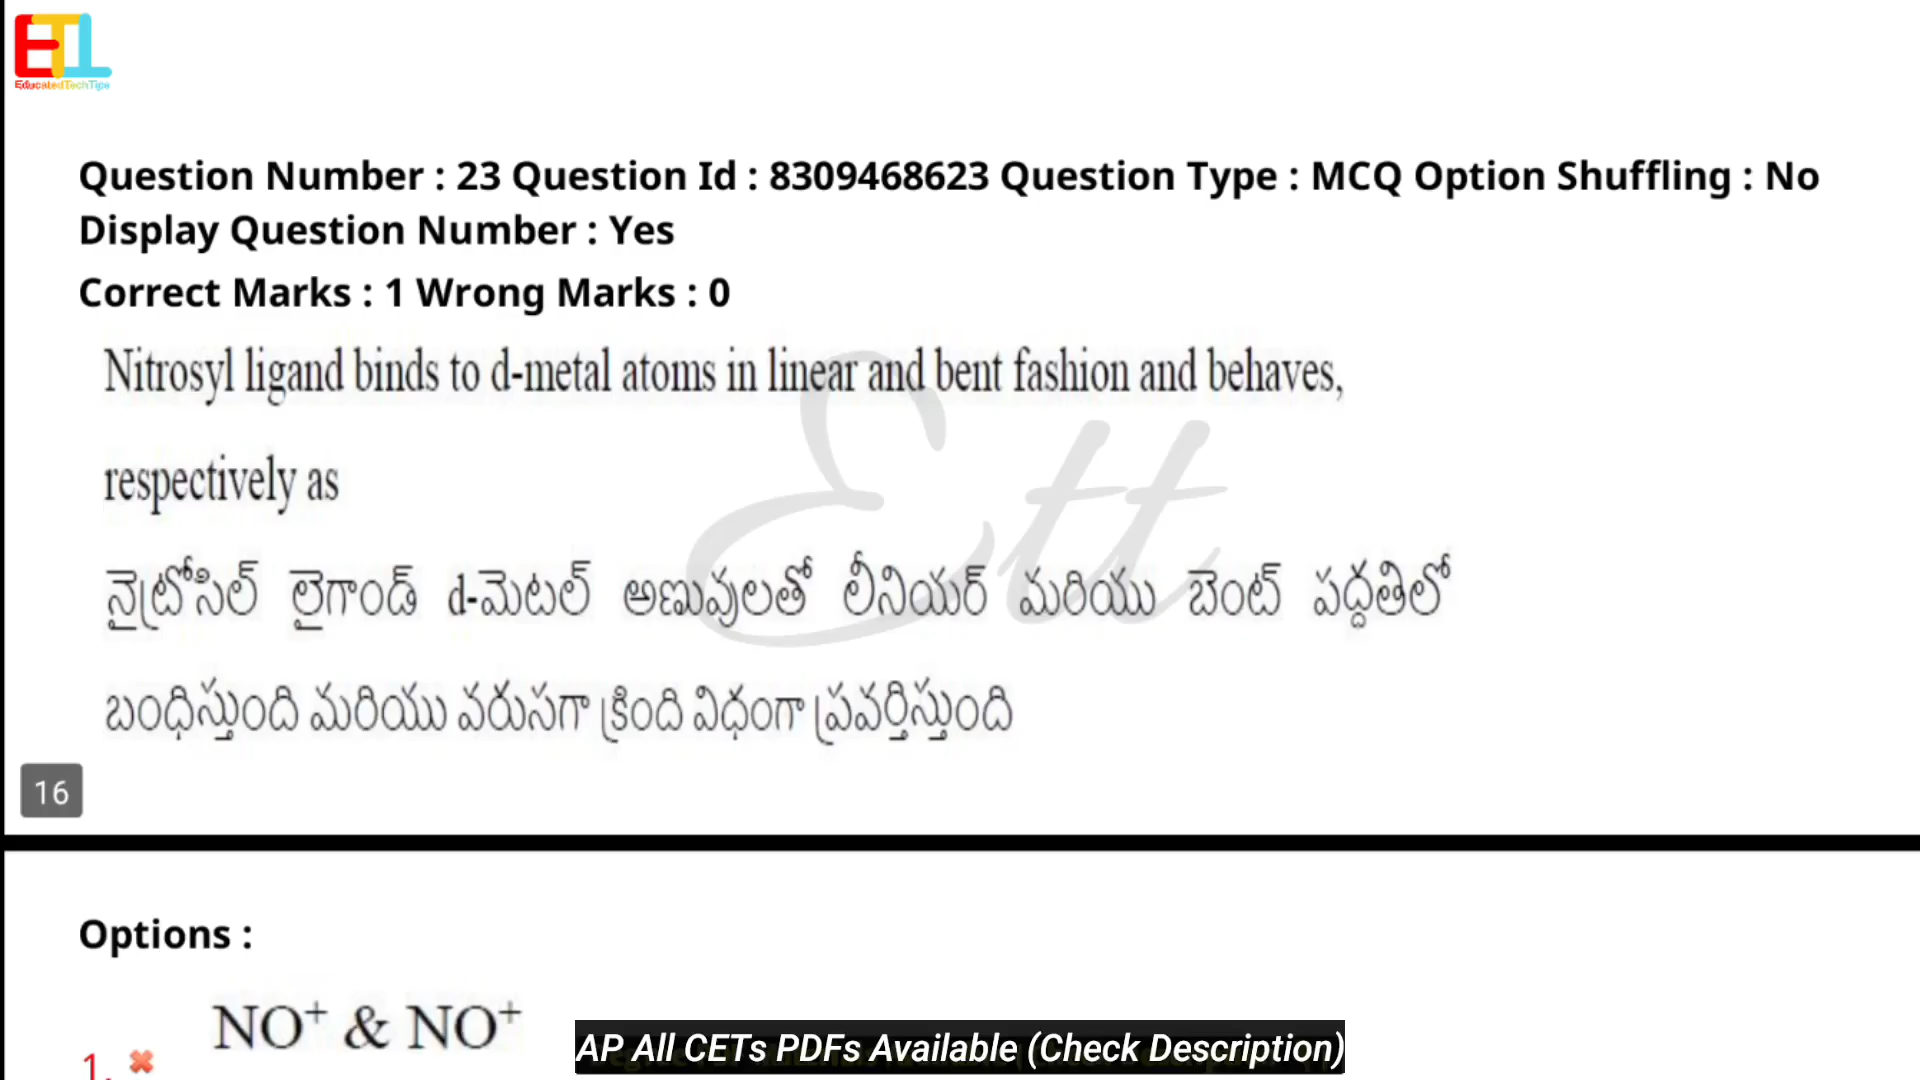 ETL
EducatedTechTips
Question Number : 23 Question Id : 8309468623 Question Type : MCQ Option Shuffling : No
Display Question Number : Yes
Correct Marks : 1 Wrong Marks : 0
Nitrosyl ligand binds to d-metal atoms in linear and bent fashion and behaves,
respectively as
Ett
నైట్రోసిల్ లైగాండ్ d-మెటల్ అణువులతో లీనియర్ మరియు బెంట్ పద్ధతిలో
బంధిస్తుంది మరియు వరుసగా క్రింది విధంగా ప్రవర్తిస్తుంది
16
Options :
NO⁺ & NO⁺
1.
AP All CETs PDFs Available (Check Description)